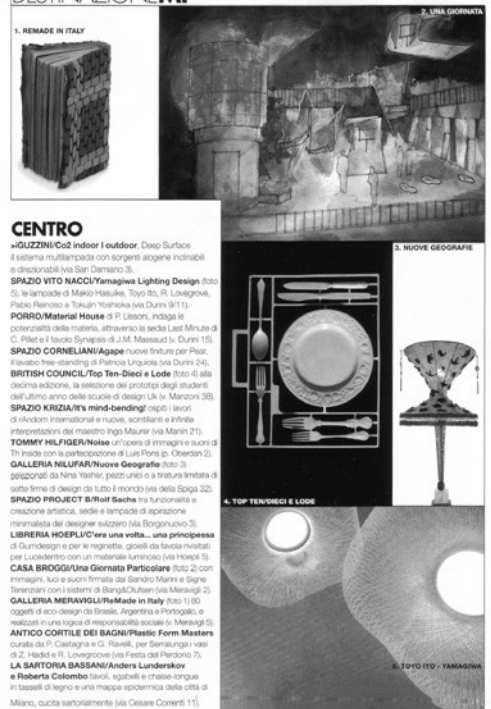 DESTINAZIONE MI
1. REMADE IN ITALY
2. UNA GIORNATA
CENTRO
»iGUZZINI/Co2 indoor I outdoor, Deep Surface
il sistema multilampada con sorgenti alogene inclinabili
e direzionabili (via San Damiano 3).
SPAZIO VITO NACCI/Yamagiwa Lighting Design (foto
5), le lampade di Makio Hasuike, Toyo Ito, R. Lovegrove,
Pablo Reinoso e Tokujin Yoshioka (via Durini 9/11).
PORRO/Material House di P. Lissoni, indaga le
potenzialità della materia, attraverso la sedia Last Minute di
C. Pillet e il tavolo Synapsis di J.M. Massaud (v. Durini 15).
SPAZIO CORNELIANI/Agape nuove finiture per Pear,
il lavabo free-standing di Patricia Urquiola (via Durini 24).
BRITISH COUNCIL/Top Ten-Dieci e Lode (foto 4) alla
decima edizione, la selezione dei prototipi degli studenti
dell'ultimo anno delle scuole di design Uk (v. Manzoni 38).
SPAZIO KRIZIA/It's mind-bending! ospiti i lavori
di rAndom International e nuove, scintillanti e infinite
interpretazioni del maestro Ingo Maurer (via Manin 21).
TOMMY HILFIGER/Noise un'opera di immagini e suoni di
Th Inside con la partecipazione di Luis Pons (p. Oberdan 2).
GALLERIA NILUFAR/Nuove Geografie (foto 3)
selezionati da Nina Yashar, pezzi unici o a tiratura limitata di
sette firme di design da tutto il mondo (via della Spiga 32).
SPAZIO PROJECT B/Rolf Sachs tra funzionalità e
creazione artistica, sedie e lampade di ispirazione
minimalista del designer svizzero (via Borgonuovo 3).
LIBRERIA HOEPLI/C'era una volta... una principessa
di Gumdesign e per le reginette, gioielli da favola rivisitati
per Lucedentro con un materiale luminoso (via Hoepli 5).
CASA BROGGI/Una Giornata Particolare (foto 2) con
immagini, luci e suoni firmata dai Sandro Marini e Signe
Terenziani con i sistemi di Bang&Olufsen (via Meravigli 2).
GALLERIA MERAVIGLI/ReMade in Italy (foto 1) 80
oggetti di eco-design da Brasile, Argentina e Portogallo, e
realizzati in una logica di responsabilità sociale (v. Meravigli 5).
ANTICO CORTILE DEI BAGNI/Plastic Form Masters
curata da P. Castagna e G. Ravelli, per Serralunga i vasi
di Z. Hadid e R. Lovegroove (via Festa del Perdono 7).
LA SARTORIA BASSANI/Anders Lunderskov
e Roberta Colombo tavoli, sgabelli e chaise-longue
in tasselli di legno e una mappa epidermica della città di
Milano, cucita sartorialmente (via Cesare Correnti 11).
3. NUOVE GEOGRAFIE
4. TOP TEN/DIECI E LODE
5. TOYO ITO - YAMAGIWA